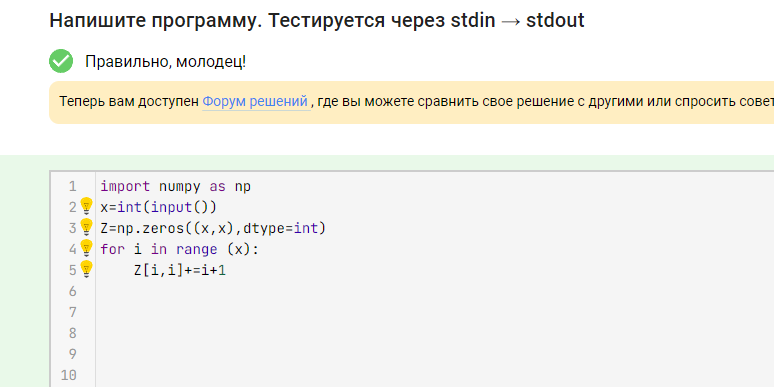 Напишите программу. Тестируется через stdin → stdout
Правильно, молодец!
Теперь вам доступен Форум решений , где вы можете сравнить свое решение с другими или спросить совет
1 import numpy as np
2 x=int(input())
3 Z=np.zeros((x,x),dtype=int)
4 for i in range (x):
5     Z[i,i]+=i+1
6
7
8
9
10